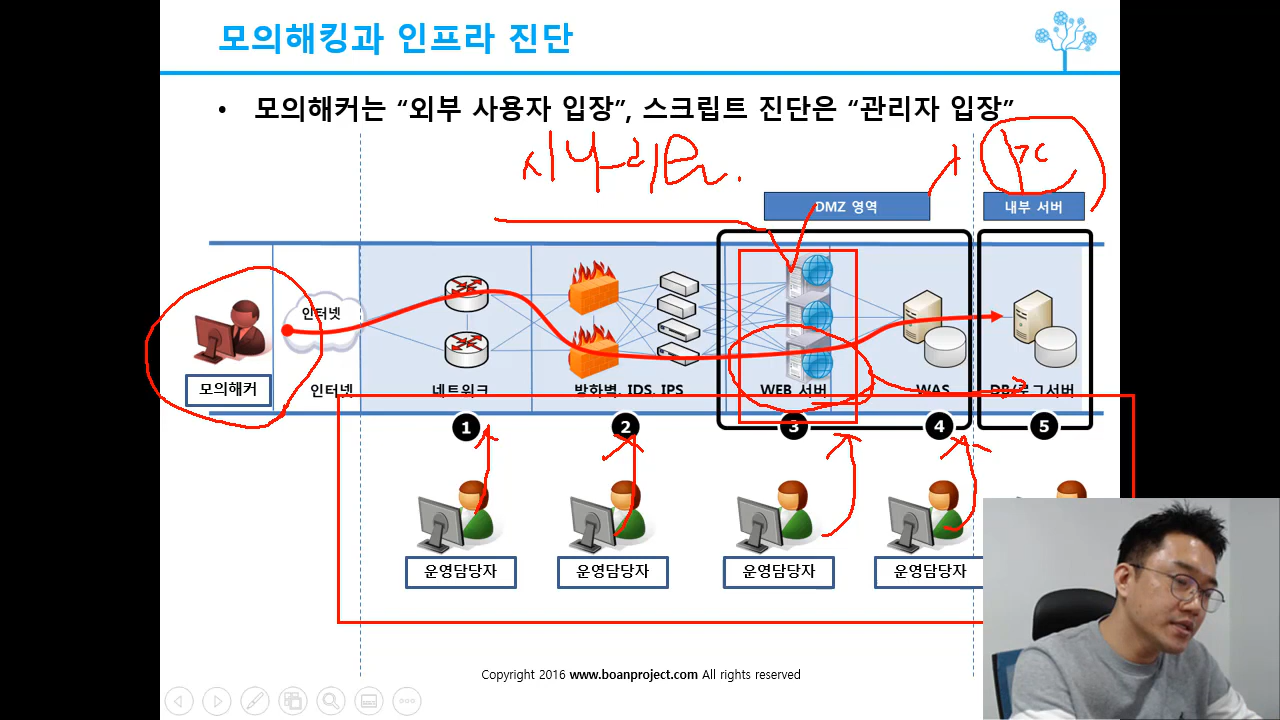 모의해킹과 인프라 진단
• 모의해커는 “외부 사용자 입장”, 스크립트 진단은 “관리자 입장”
시나리오
PC
DMZ 영역
내부 서버
인터넷
모의해커
인터넷
네트워크
방화벽, IDS, IPS
WEB 서버
WAS
DB/로그서버
1
2
3
4
5
운영담당자
운영담당자
운영담당자
운영담당자
Copyright 2016 www.boanproject.com All rights reserved